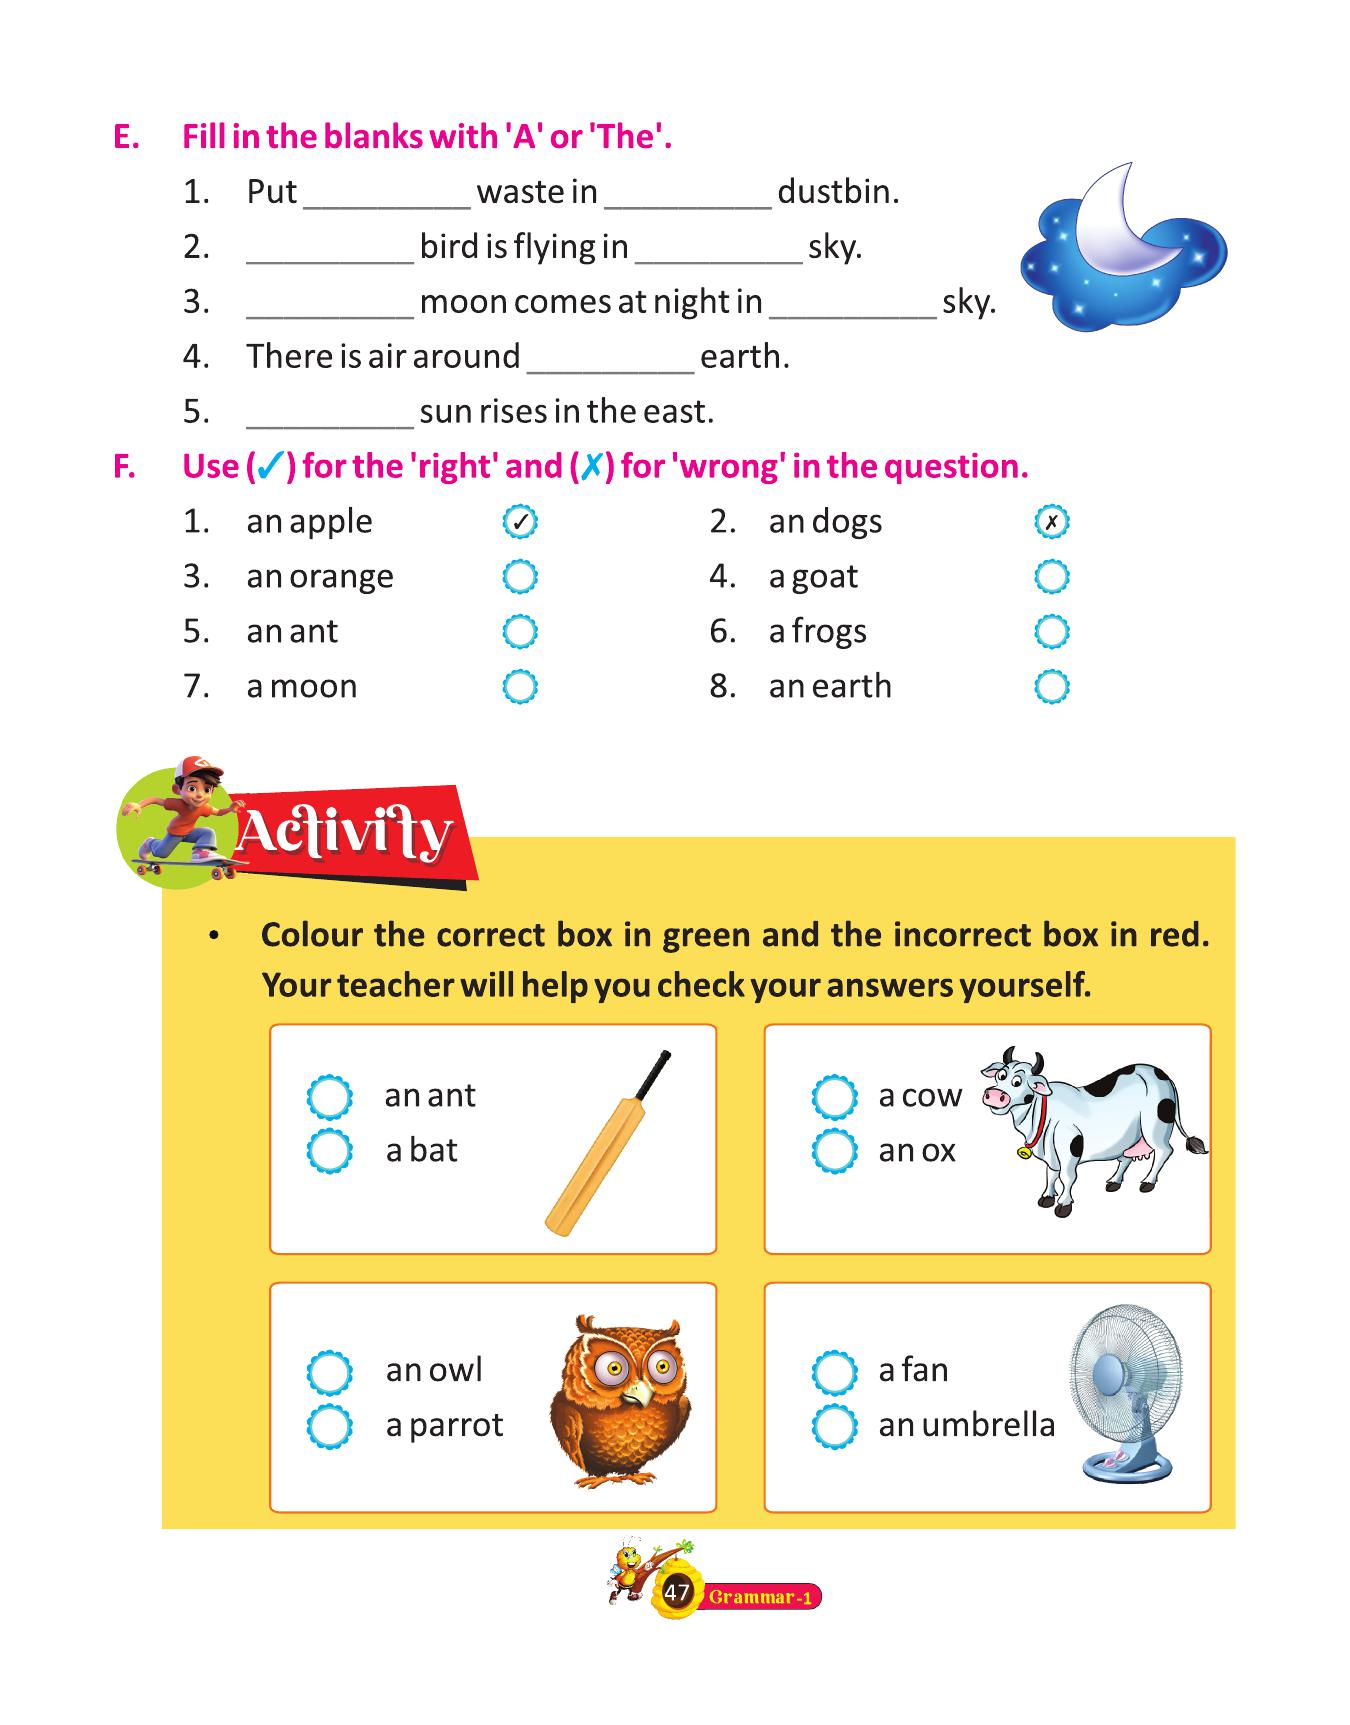 E. Fill in the blanks with 'A' or 'The'.
1. Put _________ waste in _________ dustbin.
2. _________ bird is flying in _________ sky.
3. _________ moon comes at night in _________ sky.
4. There is air around _________ earth.
5. _________ sun rises in the east.
F. Use (✓) for the 'right' and (✗) for 'wrong' in the question.
1. an apple ✓ 2. an dogs ✗
3. an orange 4. a goat
5. an ant 6. a frogs
7. a moon 8. an earth
Activity
• Colour the correct box in green and the incorrect box in red.
Your teacher will help you check your answers yourself.
an ant
a bat
a cow
an ox
an owl
a parrot
a fan
an umbrella
47 Grammar-1